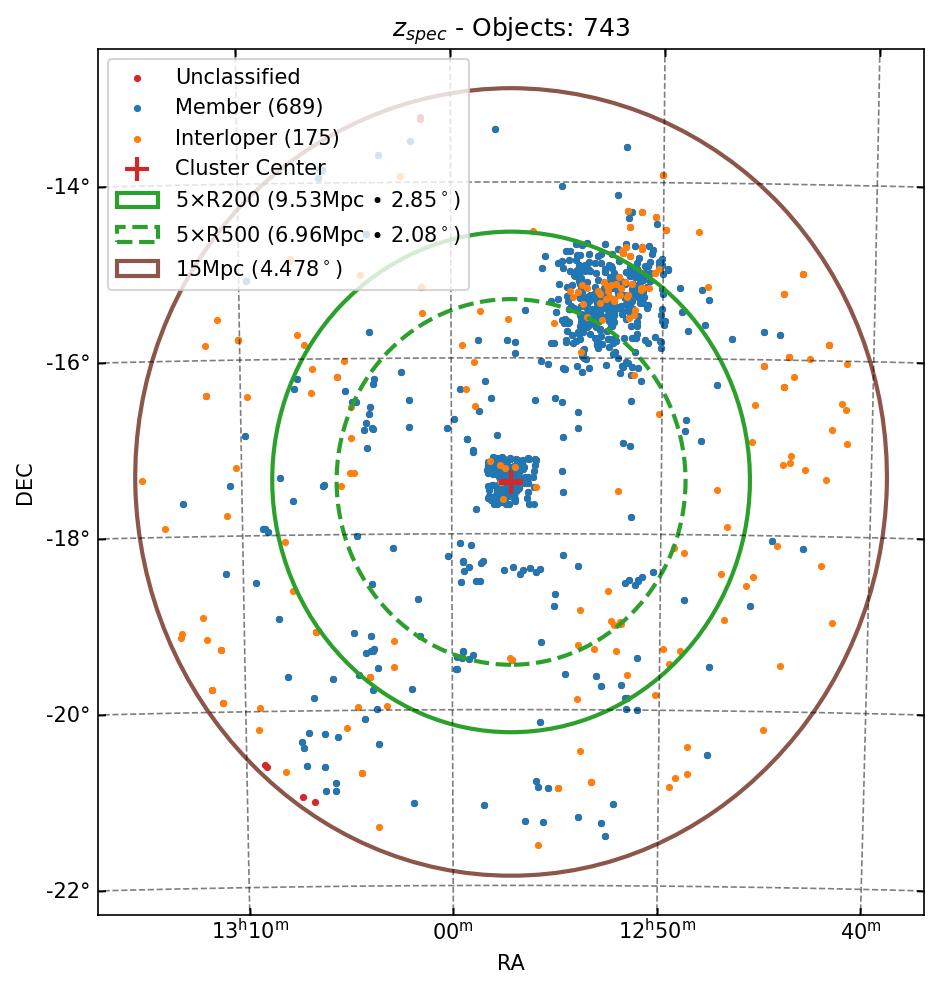 z_spec - Objects: 743
Unclassified
Member (689)
Interloper (175)
Cluster Center
5×R200 (9.53Mpc • 2.85°)
5×R500 (6.96Mpc • 2.08°)
15Mpc (4.478°)
-14°
-16°
-18°
-20°
-22°
DEC
13ʰ10ᵐ
00ᵐ
12ʰ50ᵐ
40ᵐ
RA